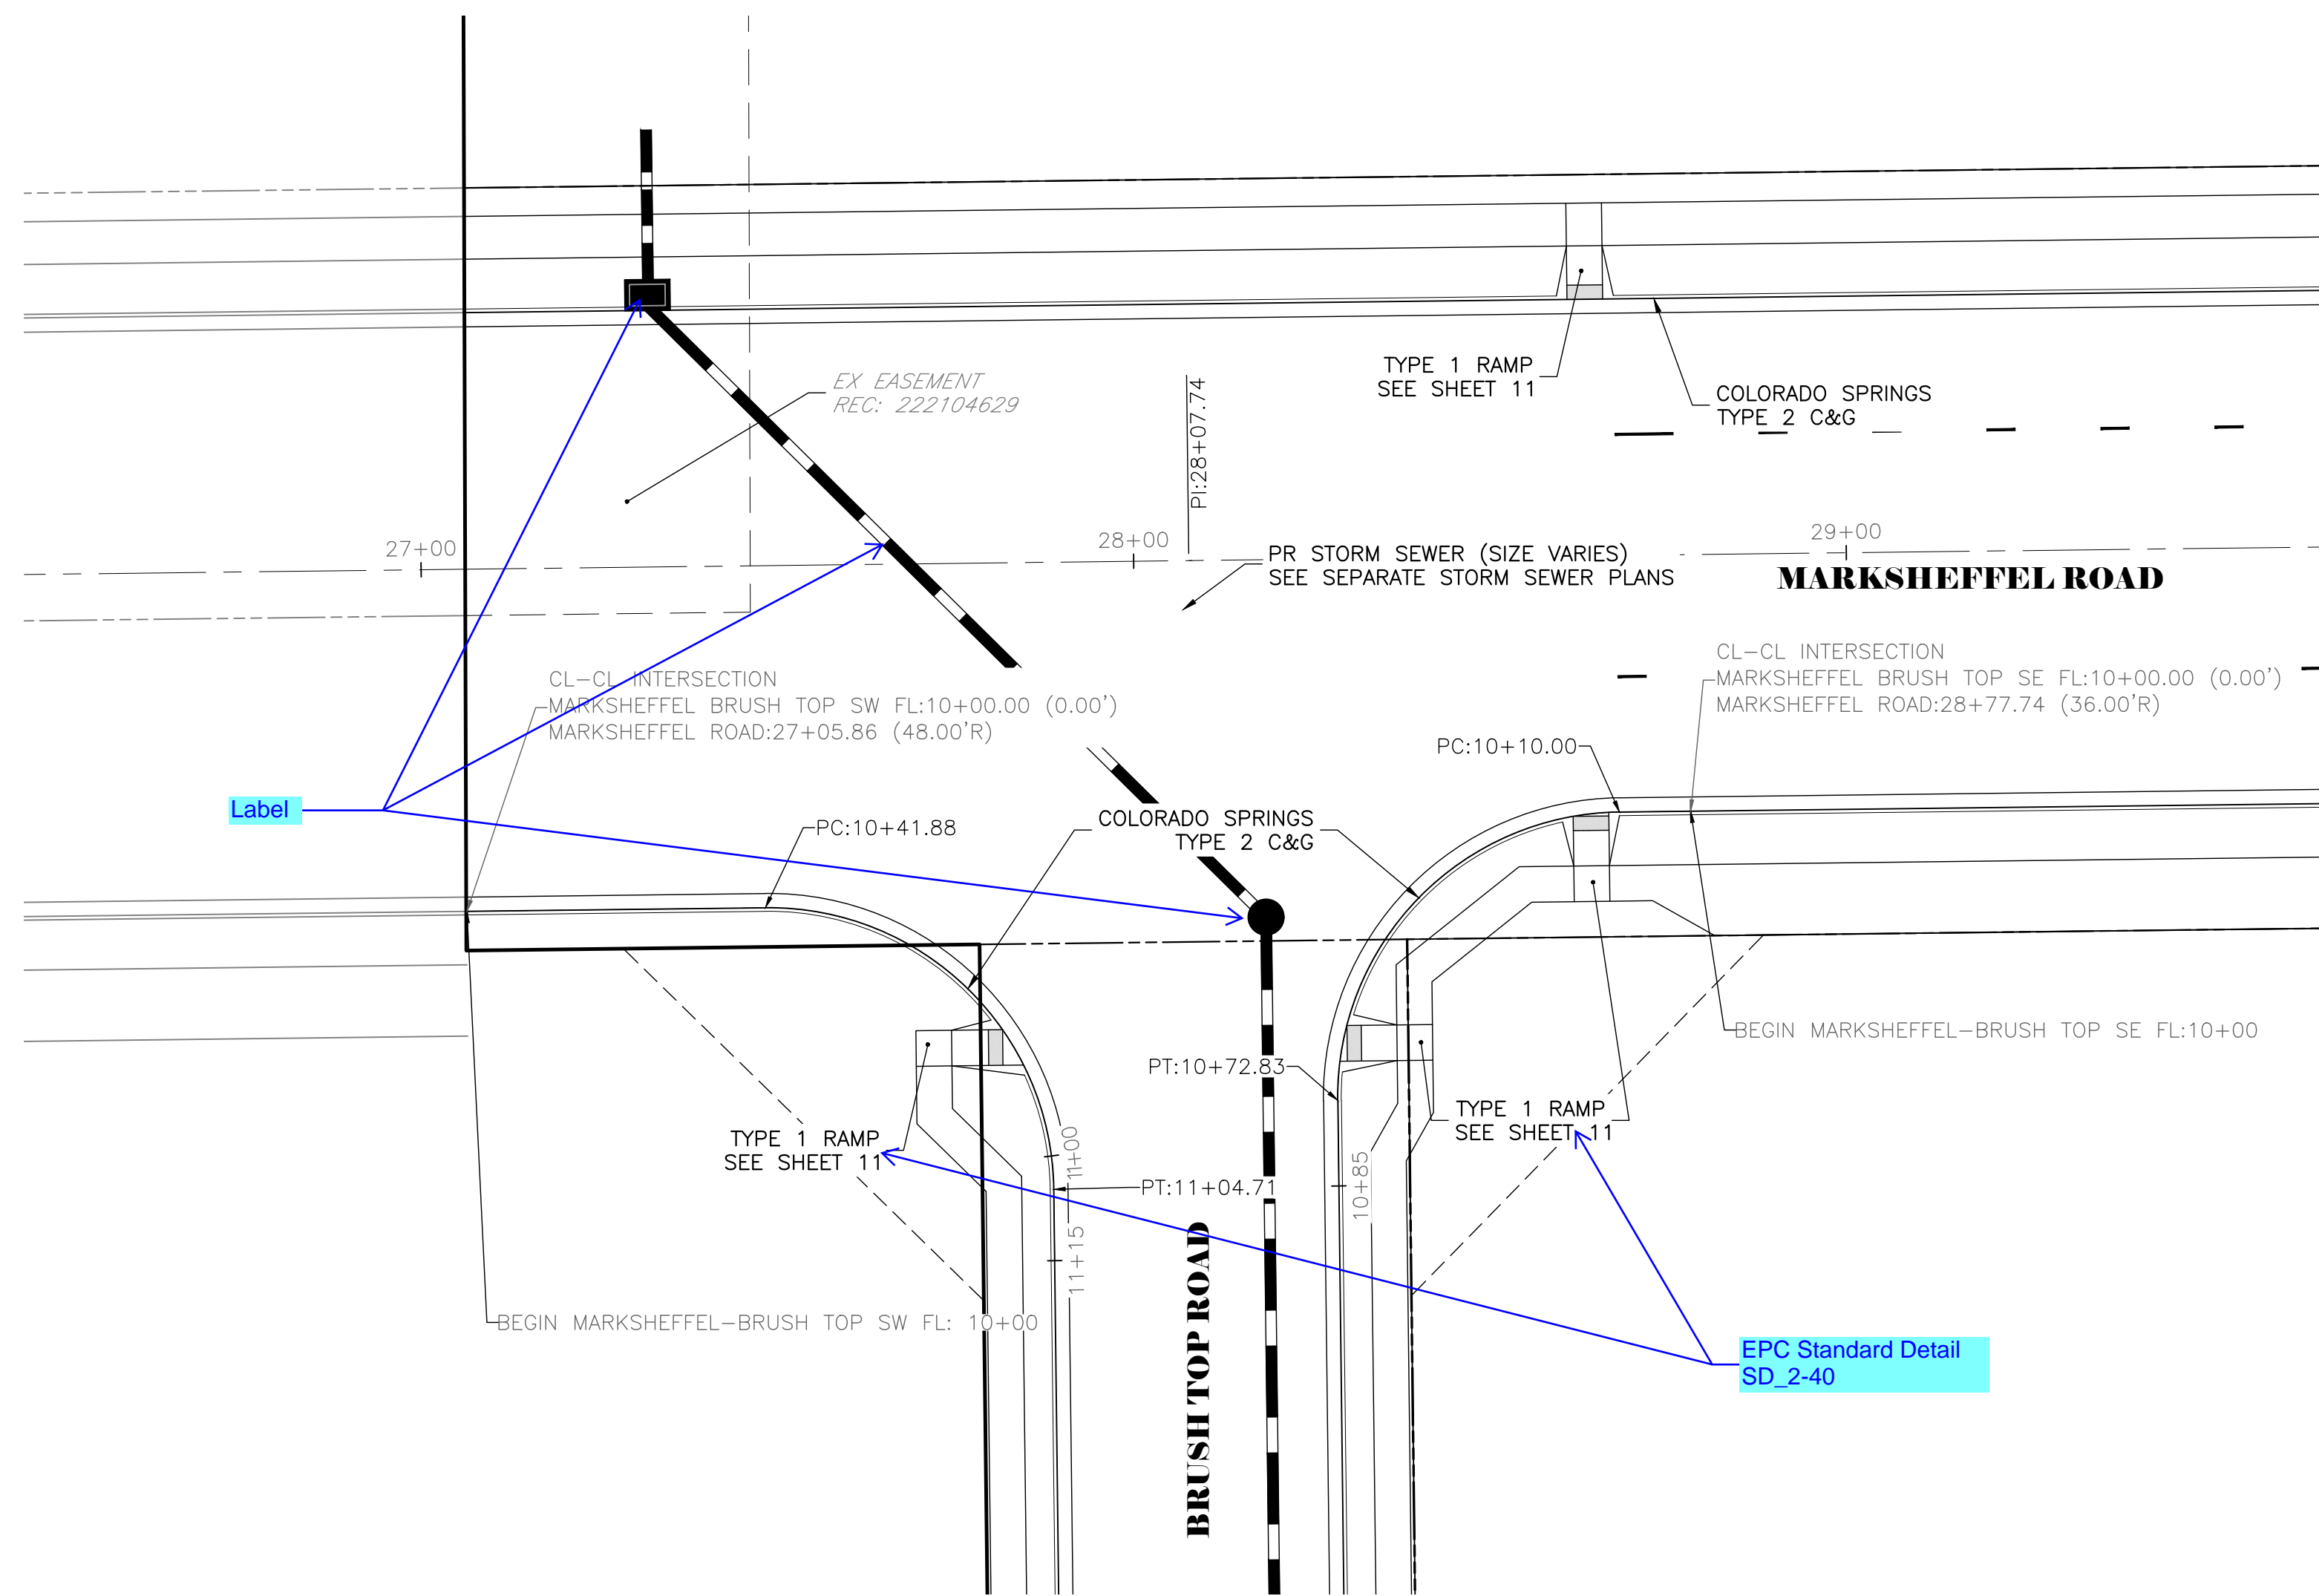 TYPE 1 RAMP
SEE SHEET 11
EX EASEMENT
REC: 222104629
PI:28+07.74
COLORADO SPRINGS
TYPE 2 C&G
27+00
28+00
29+00
PR STORM SEWER (SIZE VARIES)
SEE SEPARATE STORM SEWER PLANS
MARKSHEFFEL ROAD
CL-CL INTERSECTION
MARKSHEFFEL BRUSH TOP SW FL:10+00.00 (0.00')
MARKSHEFFEL ROAD:27+05.86 (48.00'R)
CL-CL INTERSECTION
MARKSHEFFEL BRUSH TOP SE FL:10+00.00 (0.00')
MARKSHEFFEL ROAD:28+77.74 (36.00'R)
PC:10+10.00
Label
PC:10+41.88
COLORADO SPRINGS
TYPE 2 C&G
BEGIN MARKSHEFFEL-BRUSH TOP SE FL:10+00
PT:10+72.83
TYPE 1 RAMP
SEE SHEET 11
TYPE 1 RAMP
SEE SHEET 11
11+00
10+85
PT:11+04.71
11+15
BRUSH TOP ROAD
BEGIN MARKSHEFFEL-BRUSH TOP SW FL: 10+00
EPC Standard Detail
SD_2-40